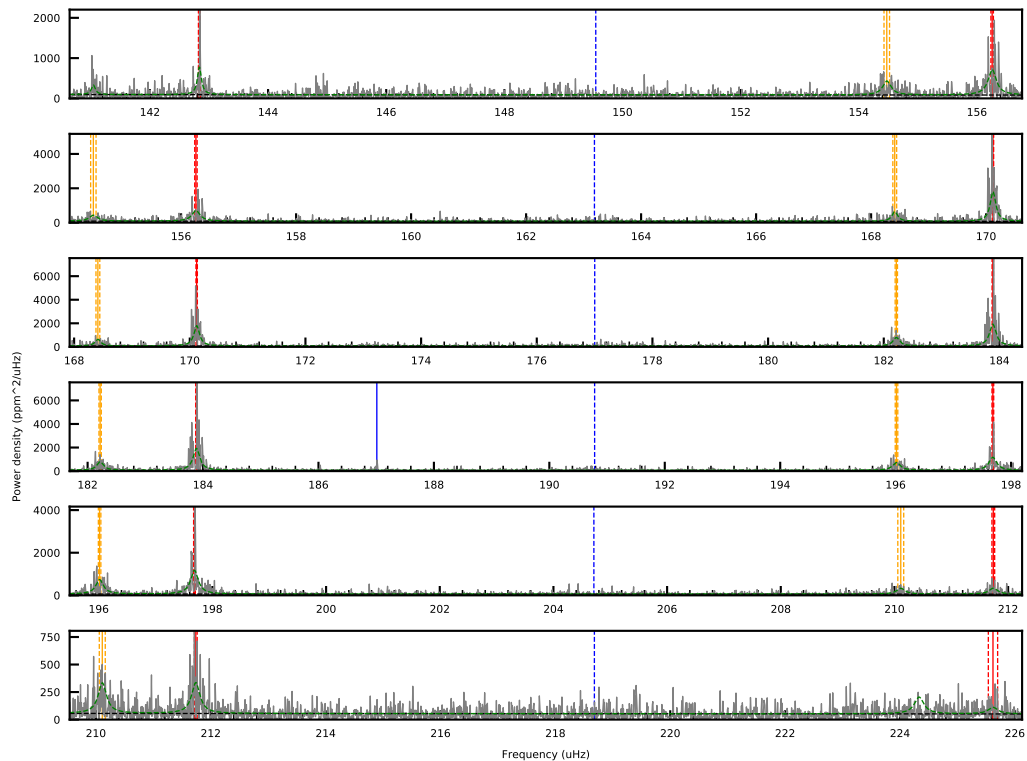 2000
1000
0
142 144 146 148 150 152 154 156
4000
2000
0
156 158 160 162 164 166 168 170
6000
4000
2000
0
168 170 172 174 176 178 180 182 184
Power density (ppm^2/uHz)
6000
4000
2000
0
182 184 186 188 190 192 194 196 198
4000
2000
0
196 198 200 202 204 206 208 210 212
750
500
250
0
210 212 214 216 218 220 222 224 226
Frequency (uHz)